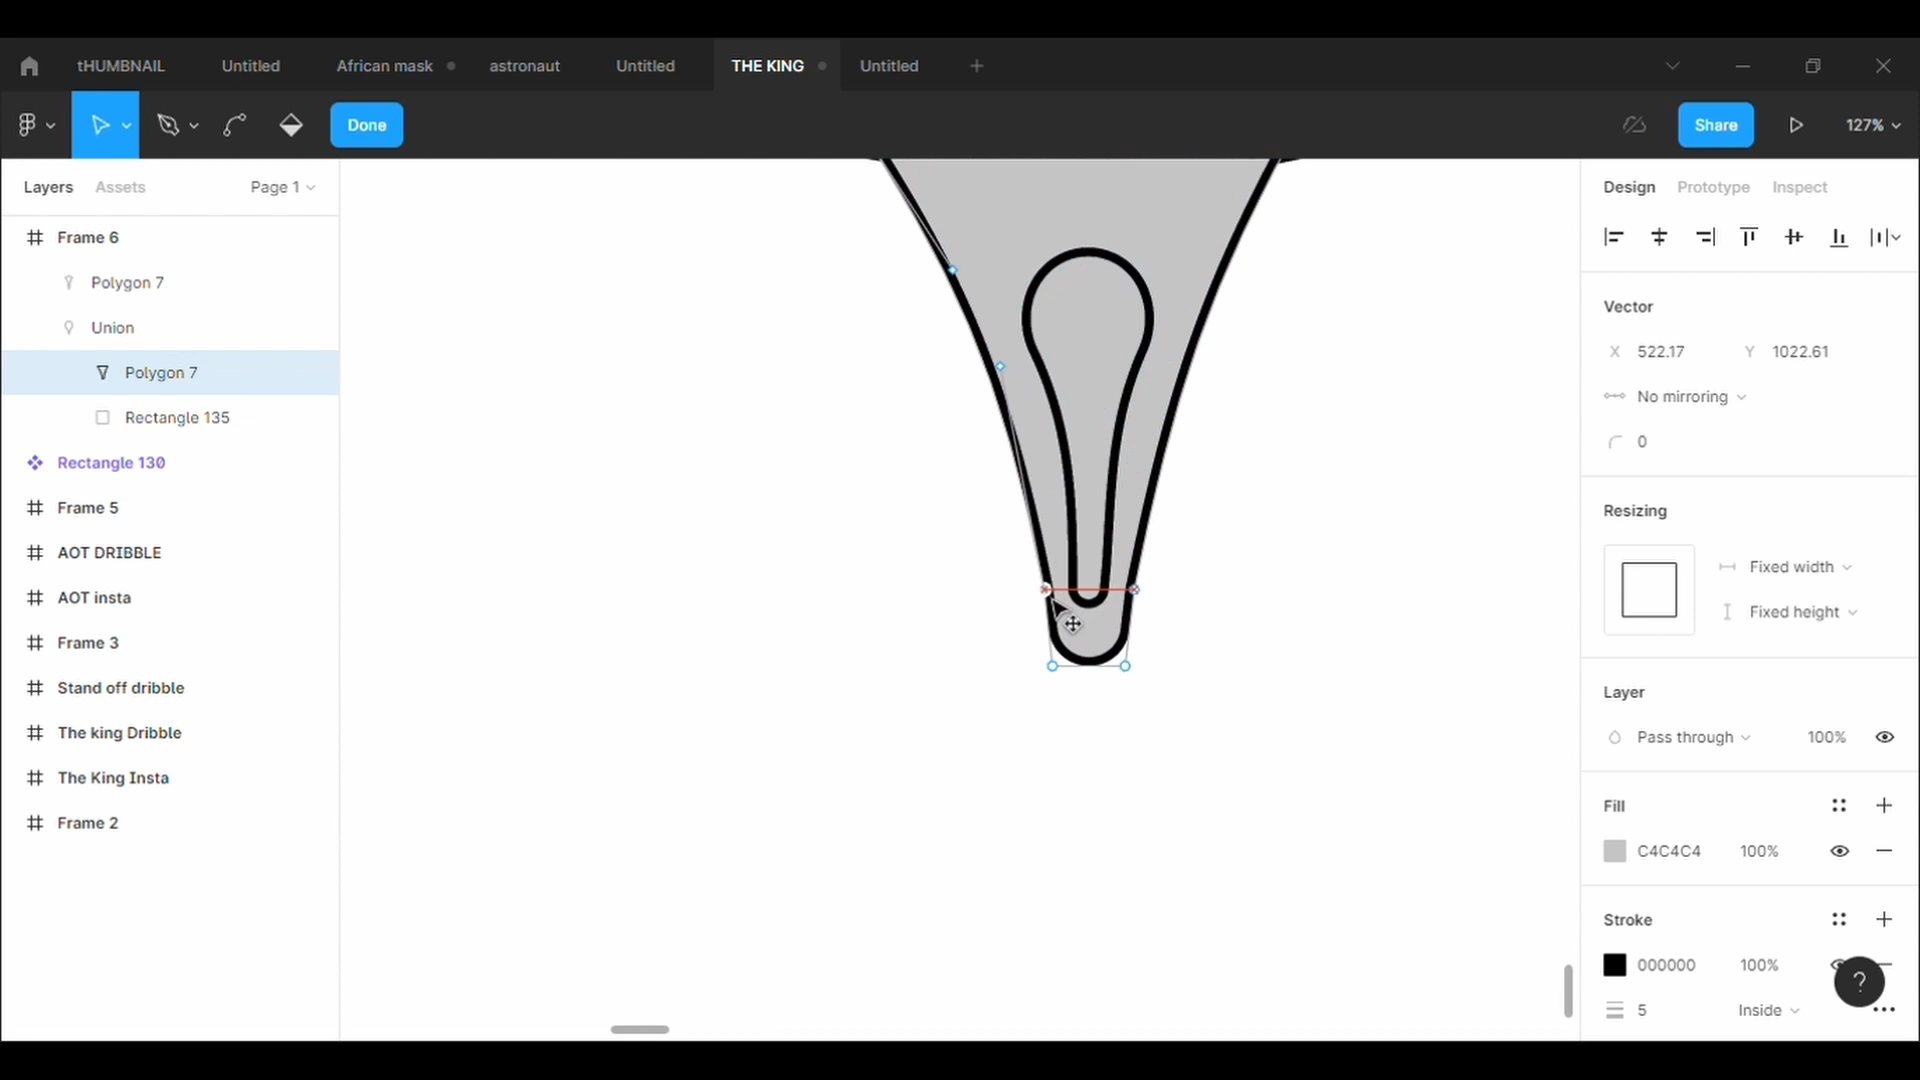 tHUMBNAIL Untitled African mask astronaut Untitled THE KING Untitled
Done Share 127%
Layers Assets Page 1
Frame 6
Polygon 7
Union
Polygon 7
Rectangle 135
Rectangle 130
Frame 5
AOT DRIBBLE
AOT insta
Frame 3
Stand off dribble
The king Dribble
The King Insta
Frame 2
Design Prototype Inspect
Vector
X 522.17 Y 1022.61
No mirroring
0
Resizing
Fixed width
Fixed height
Layer
Pass through 100%
Fill
C4C4C4 100%
Stroke
000000 100%
?
5 Inside